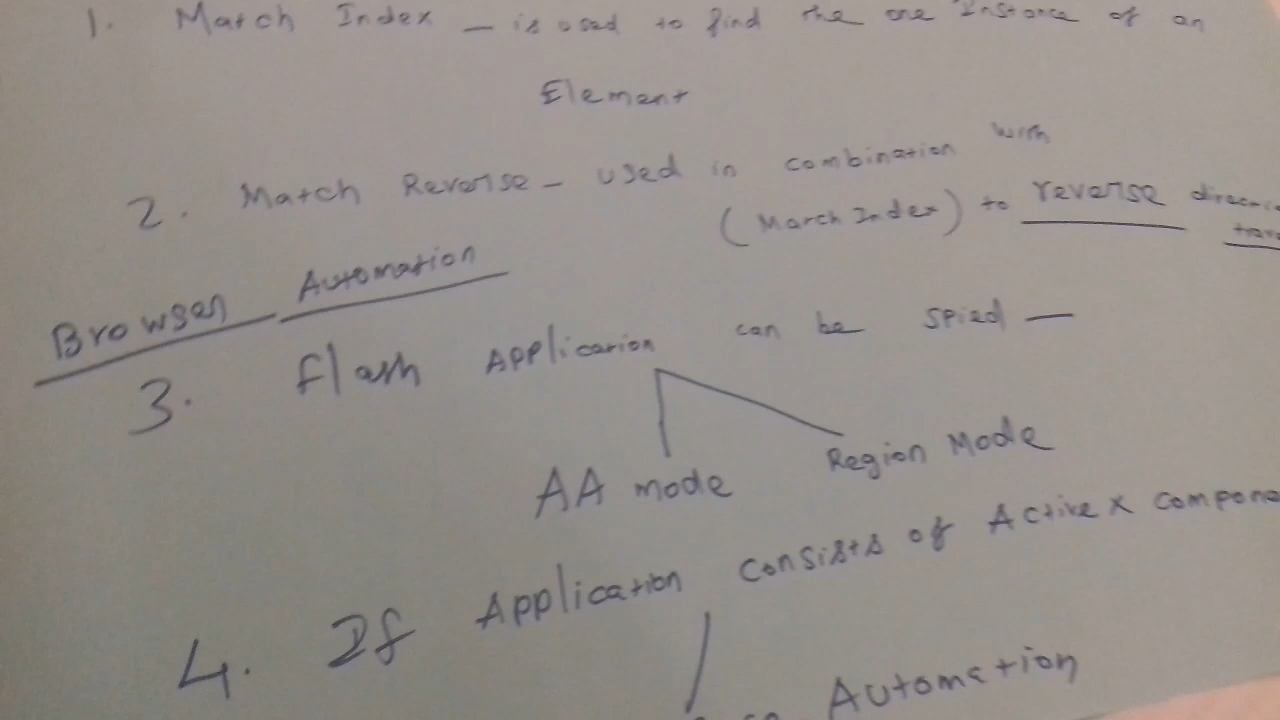 1. Match Index - is used to find the one Instance of an
Element
2. Match Reverse - used in combination with
(Match Index) to reverse
Browser Automation
3. Flash Application can be spied -
AA mode Region Mode
4. If Application consists of Active X
Automation